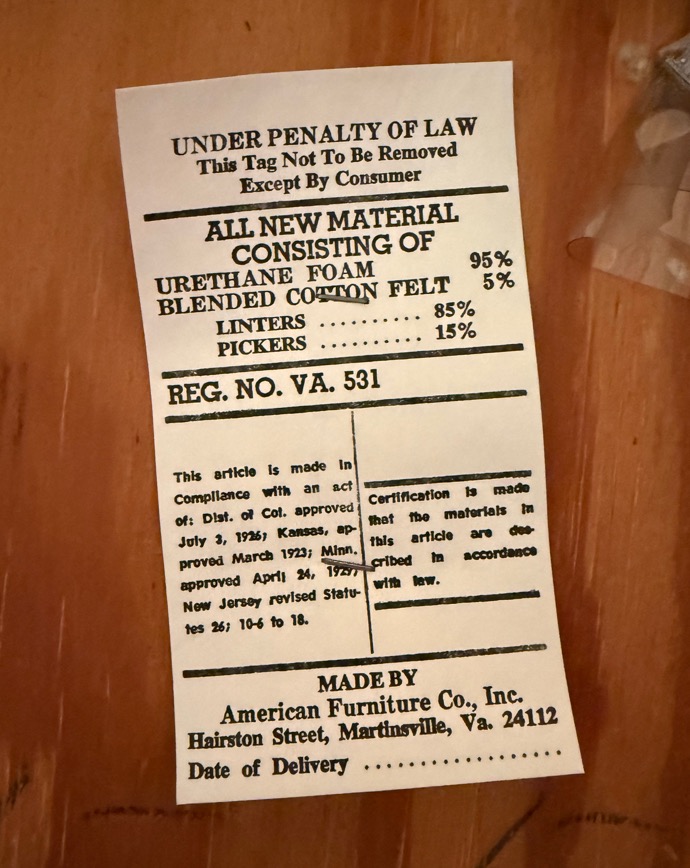 UNDER PENALTY OF LAW
This Tag Not To Be Removed
Except By Consumer
ALL NEW MATERIAL
CONSISTING OF
URETHANE FOAM 95%
BLENDED COTTON FELT 5%
LINTERS .......... 85%
PICKERS .......... 15%
REG. NO. VA. 531
This article is made in
Compliance with an act
of: Dist. of Col. approved
July 3, 1926; Kansas, ap-
proved March 1923; Minn.
approved April 24, 1929;
New Jersey revised Statu-
tes 26; 10-6 to 18.
Certification is made
that the materials in
this article are des-
cribed in accordance
with law.
MADE BY
American Furniture Co., Inc.
Hairston Street, Martinsville, Va. 24112
Date of Delivery ..................